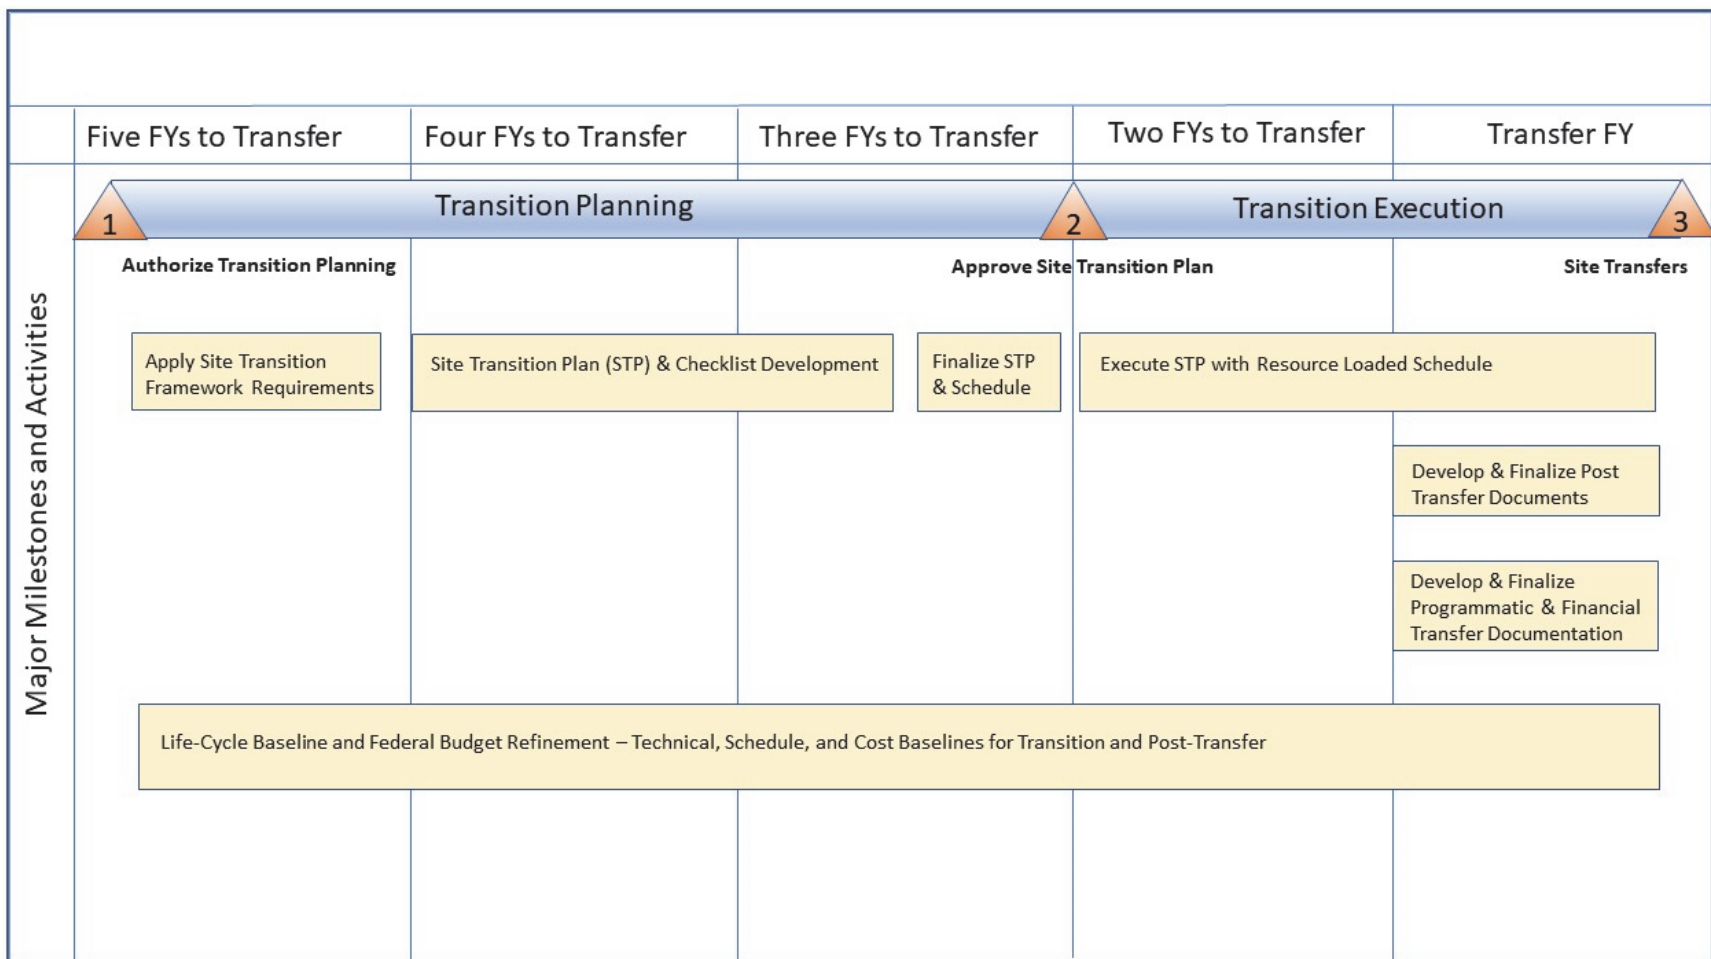 Five FYs to Transfer
Four FYs to Transfer
Three FYs to Transfer
Two FYs to Transfer
Transfer FY
Major Milestones and Activities
1
Transition Planning
2
Transition Execution
3
Authorize Transition Planning
Approve Site Transition Plan
Site Transfers
Apply Site Transition
Framework Requirements
Site Transition Plan (STP) & Checklist Development
Finalize STP
& Schedule
Execute STP with Resource Loaded Schedule
Develop & Finalize Post
Transfer Documents
Develop & Finalize
Programmatic & Financial
Transfer Documentation
Life-Cycle Baseline and Federal Budget Refinement – Technical, Schedule, and Cost Baselines for Transition and Post-Transfer